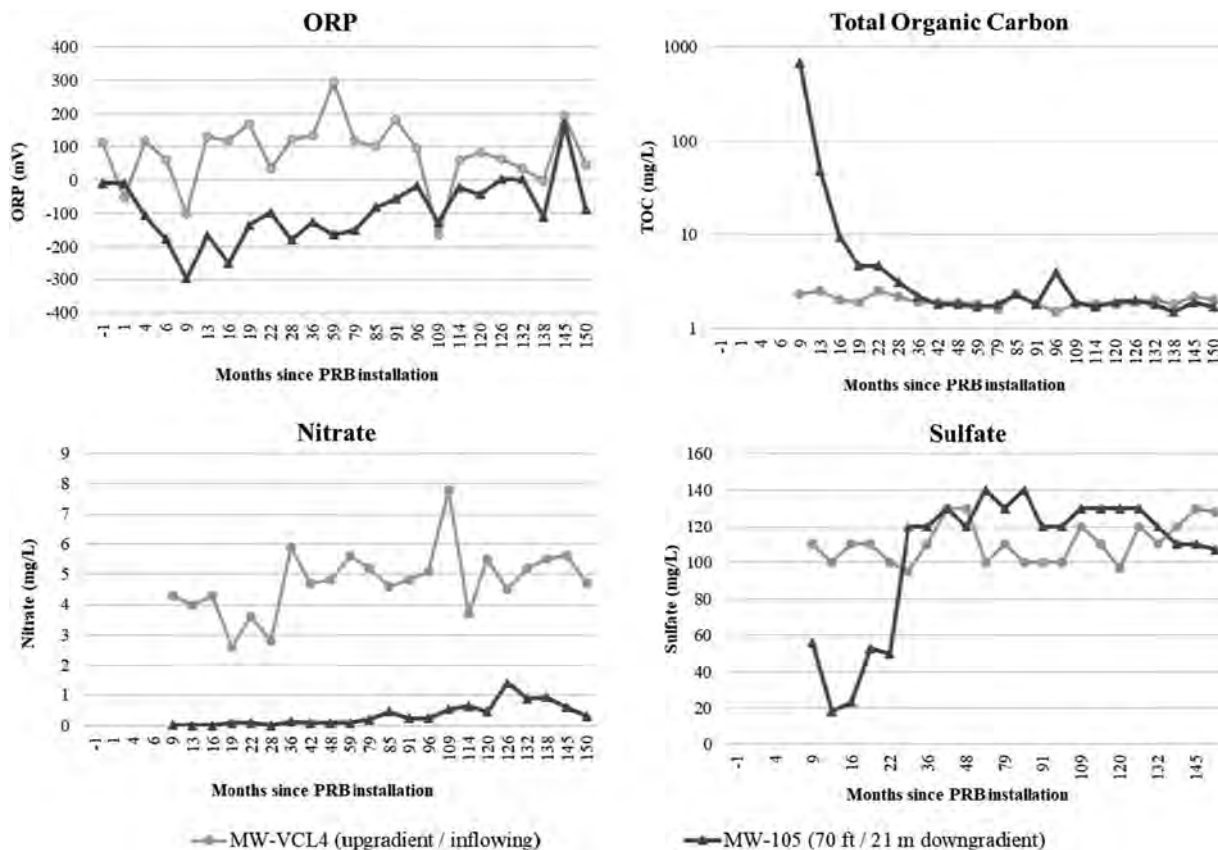 ORP
400
300
200
100
0
-100
-200
-300
-400
ORP (mV)
-1 1 4 6 9 13 16 19 22 28 36 59 79 85 91 96 109 114 120 126 132 138 145 150
Months since PRB installation
Total Organic Carbon
1000
100
10
1
TOC (mg/L)
-1 1 4 6 9 13 16 19 22 28 36 42 48 59 79 85 91 96 109 114 120 126 132 138 145 150
Months since PRB installation
Nitrate
9
8
7
6
5
4
3
2
1
0
Nitrate (mg/L)
-1 1 4 6 9 13 16 19 22 28 36 42 48 59 79 85 91 96 109 114 120 126 132 138 145 150
Months since PRB installation
Sulfate
160
140
120
100
80
60
40
20
0
Sulfate (mg/L)
-1 4 9 16 22 36 48 79 91 109 120 132 145
Months since PRB installation
MW-VCL4 (upgradient / inflowing)
MW-105 (70 ft / 21 m downgradient)